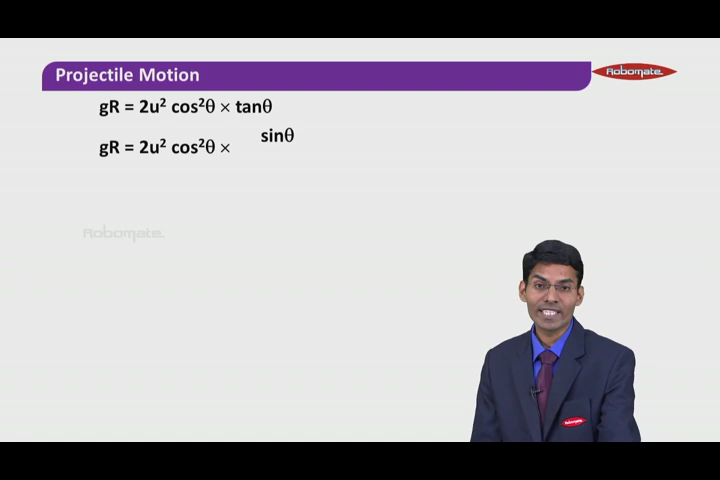 Projectile Motion
Robomate
gR = 2u² cos²θ × tanθ
gR = 2u² cos²θ × sinθ
Robomate
Robomate